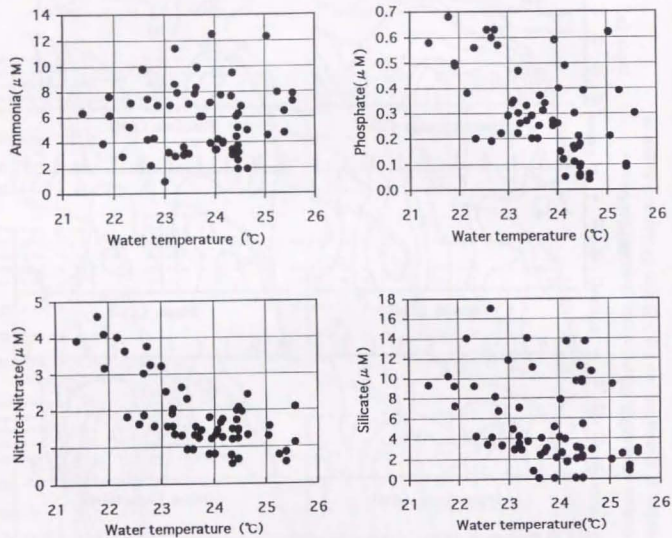 Ammonia(μM)
14
12
10
8
6
4
2
0
21 22 23 24 25 26
Water temperature (℃)
Phosphate(μM)
0.7
0.6
0.5
0.4
0.3
0.2
0.1
0.0
21 22 23 24 25 26
Water temperature (℃)
Nitrite+Nitrate(μM)
5
4
3
2
1
0
21 22 23 24 25 26
Water temperature (℃)
Silicate(μM)
18
16
14
12
10
8
6
4
2
0
21 22 23 24 25 26
Water temperature(℃)